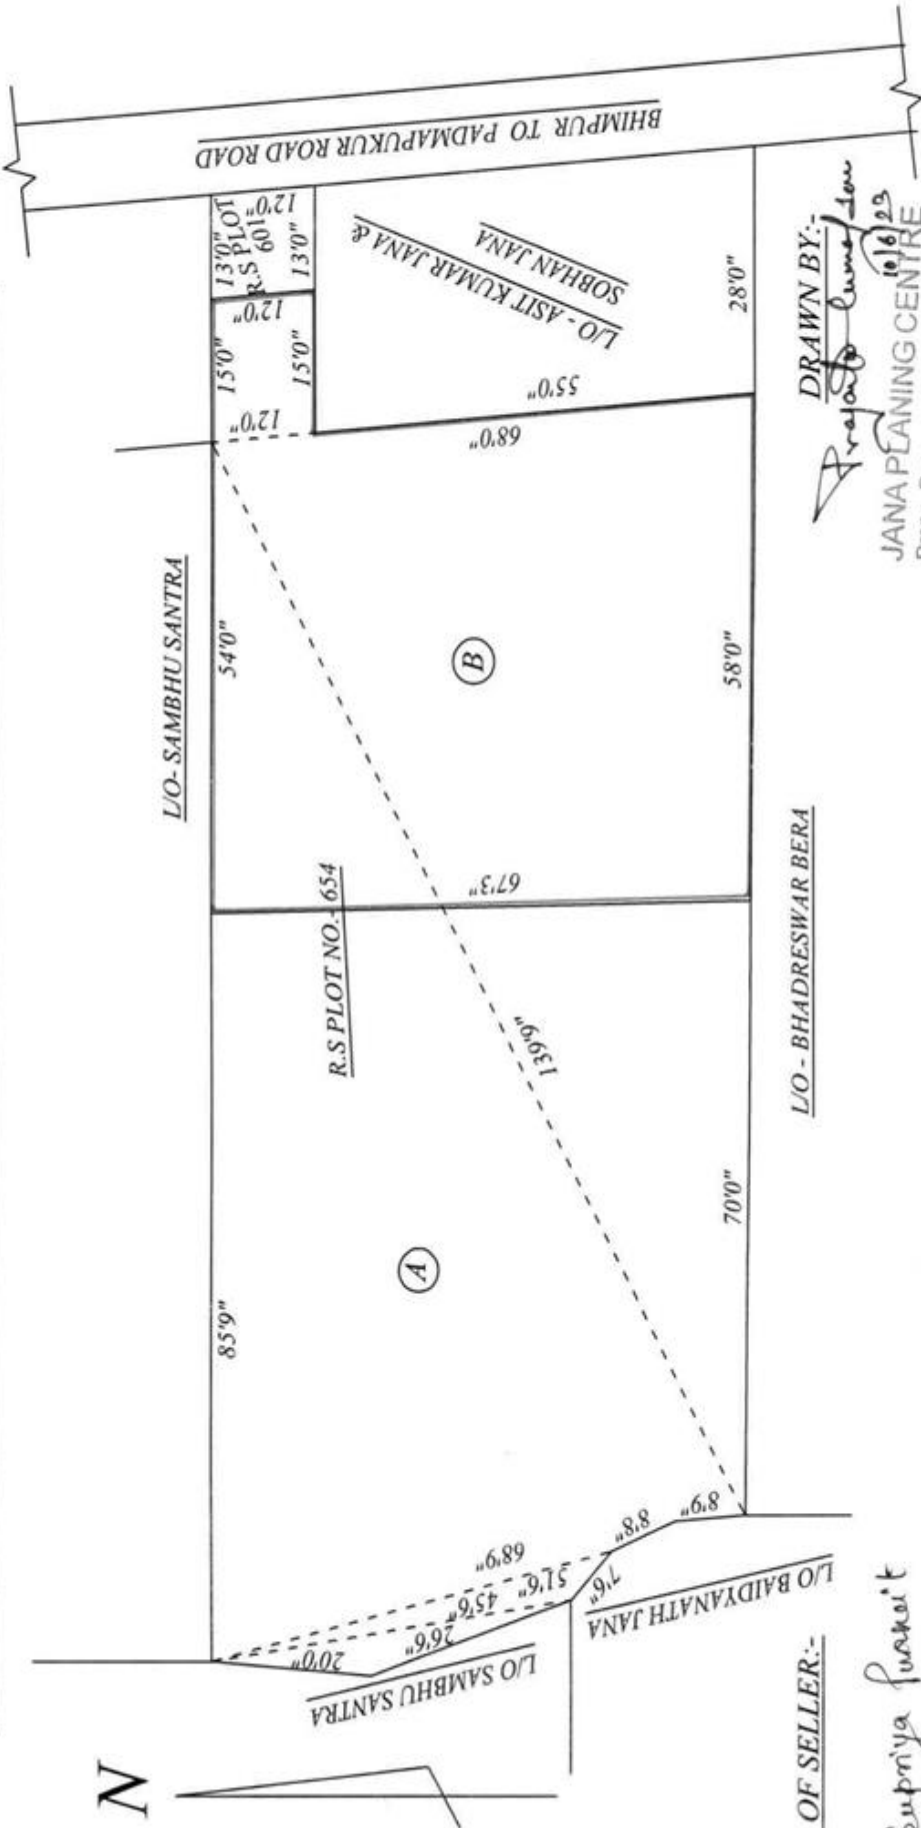 N
L/O- SAMBHU SANTRA
BHIMPUR TO PADMAPUKUR ROAD ROAD
85'9"
54'0"
15'0"
13'0"
R.S PLOT
601
12'0"
12'0"
12'0"
15'0"
13'0"
R.S PLOT NO.- 654
L/O - ASIT KUMAR JANA &
SOBHAN JANA
20'0"
26'6"
45'6"
51'6"
68'9"
7'6"
8'8"
8'9"
L/O SAMBHU SANTRA
L/O BAIDYANATH JANA
A
139'9"
67'3"
B
68'0"
55'0"
70'0"
58'0"
28'0"
L/O - BHADRESWAR BERA
OF SELLER:-
DRAWN BY:-
10/6/23
JANA PLANING CENTRE